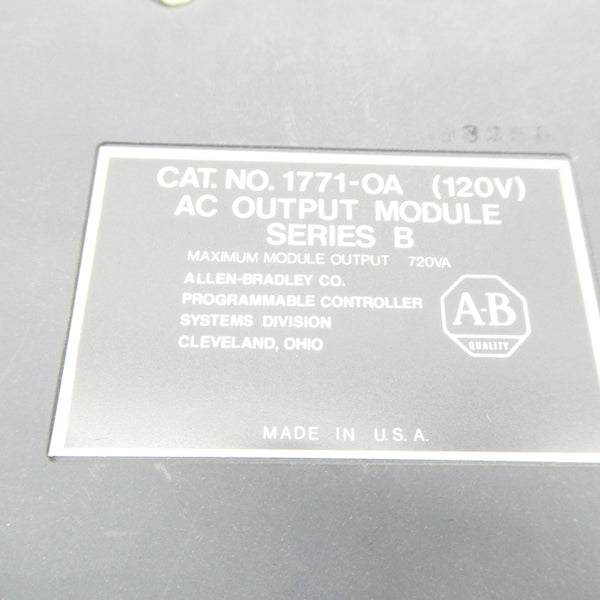 CAT. NO. 1771-OA (120V)
AC OUTPUT MODULE
SERIES B
MAXIMUM MODULE OUTPUT 720VA
ALLEN-BRADLEY CO.
PROGRAMMABLE CONTROLLER
SYSTEMS DIVISION
CLEVELAND, OHIO
A-B
QUALITY
MADE IN U.S.A.